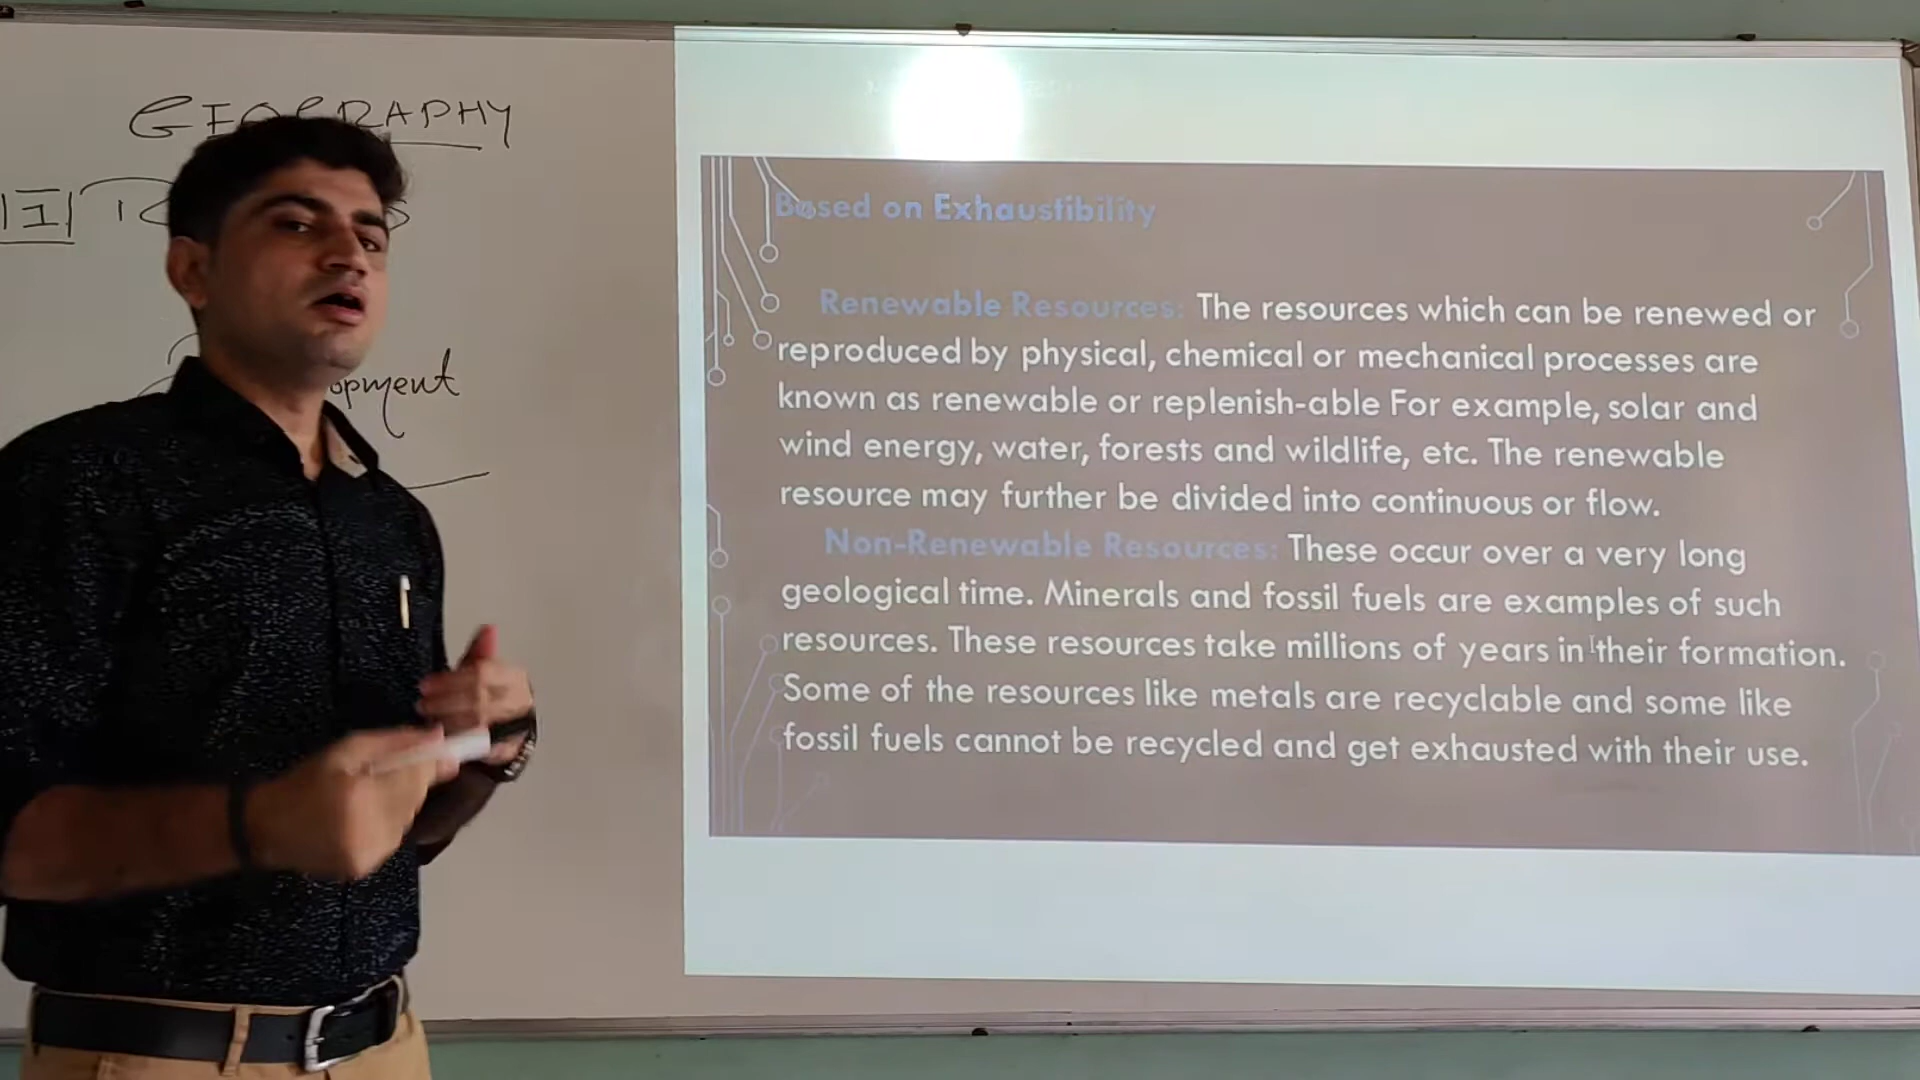 GEOGRAPHY
opment
Based on Exhaustibility
Renewable Resources: The resources which can be renewed or
reproduced by physical, chemical or mechanical processes are
known as renewable or replenish-able For example, solar and
wind energy, water, forests and wildlife, etc. The renewable
resource may further be divided into continuous or flow.
Non-Renewable Resources: These occur over a very long
geological time. Minerals and fossil fuels are examples of such
resources. These resources take millions of years in their formation.
Some of the resources like metals are recyclable and some like
fossil fuels cannot be recycled and get exhausted with their use.